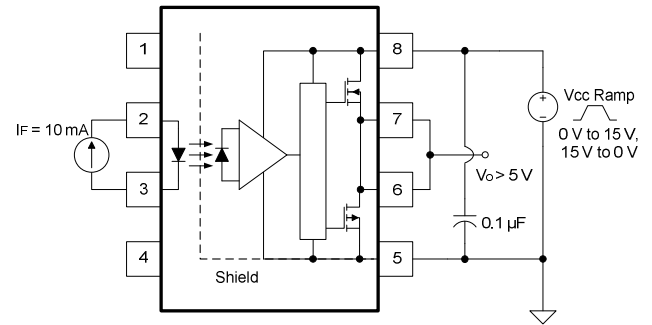 1
2
3
4
8
7
6
5
IF = 10 mA
Shield
VO > 5 V
0.1 µF
+
−
Vcc Ramp
0 V to 15 V,
15 V to 0 V